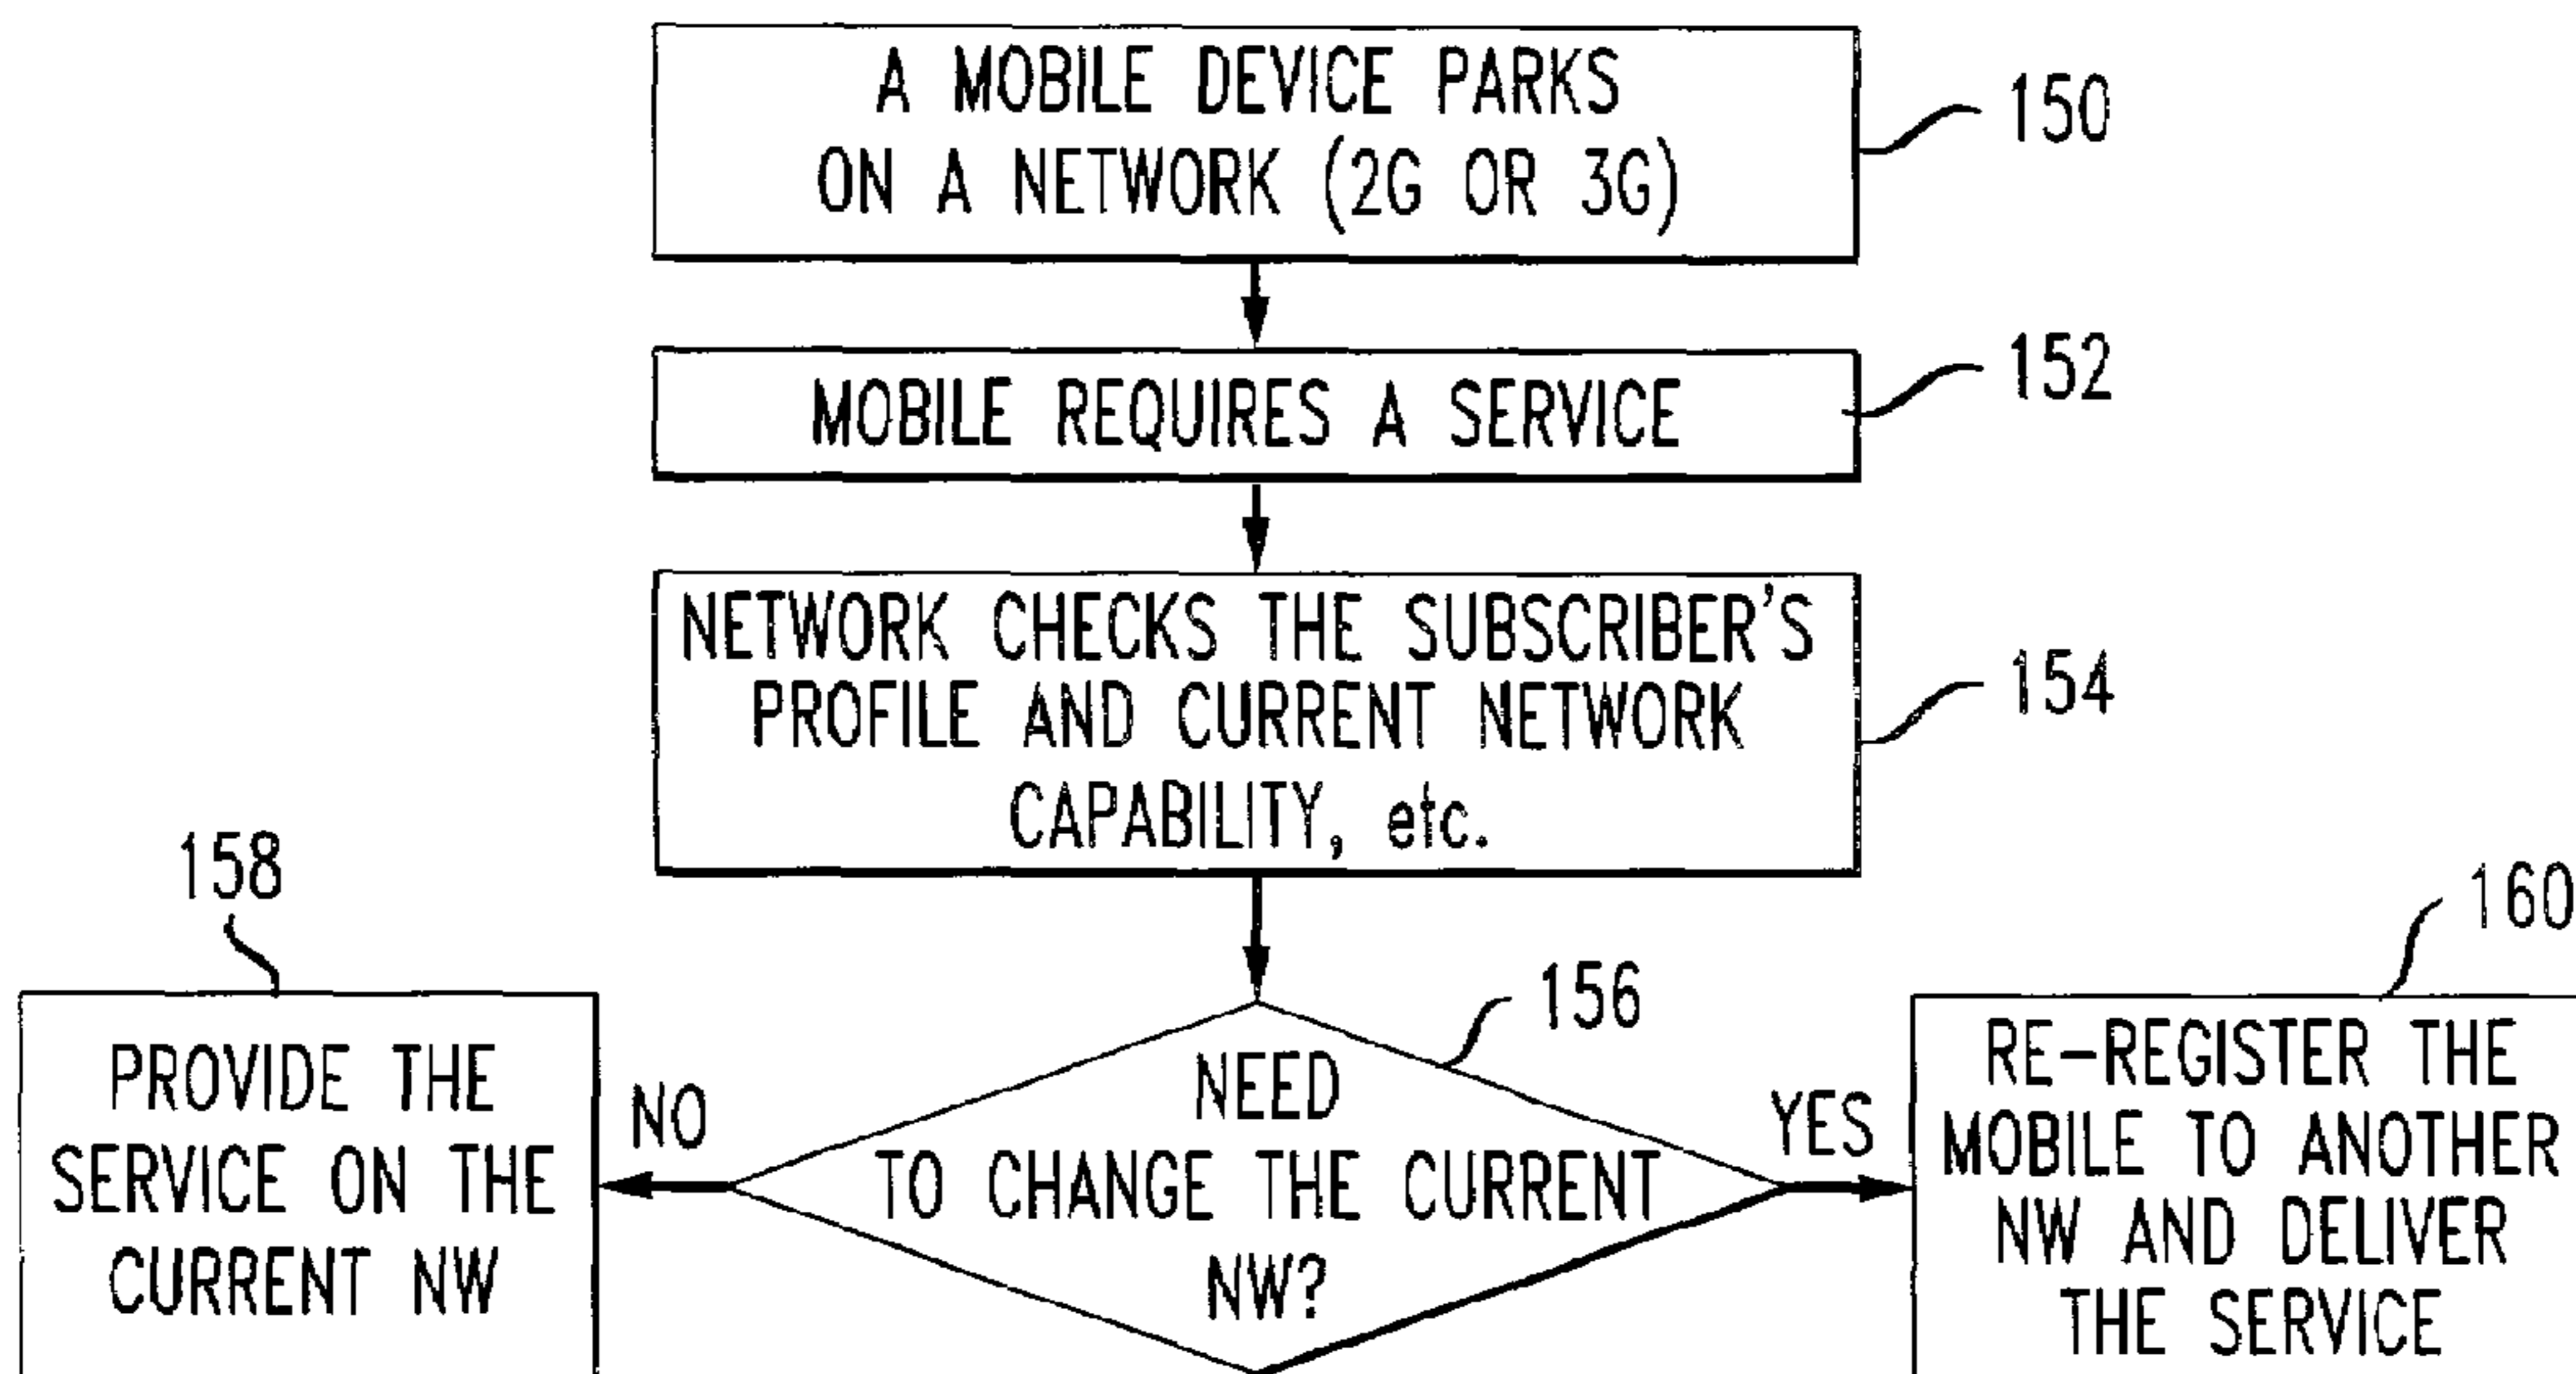 A MOBILE DEVICE PARKS
ON A NETWORK (2G OR 3G)
150
MOBILE REQUIRES A SERVICE
152
NETWORK CHECKS THE SUBSCRIBER'S
PROFILE AND CURRENT NETWORK
CAPABILITY, etc.
154
158
PROVIDE THE
SERVICE ON THE
CURRENT NW
NO
156
NEED
TO CHANGE THE CURRENT
NW?
YES
160
RE-REGISTER THE
MOBILE TO ANOTHER
NW AND DELIVER
THE SERVICE